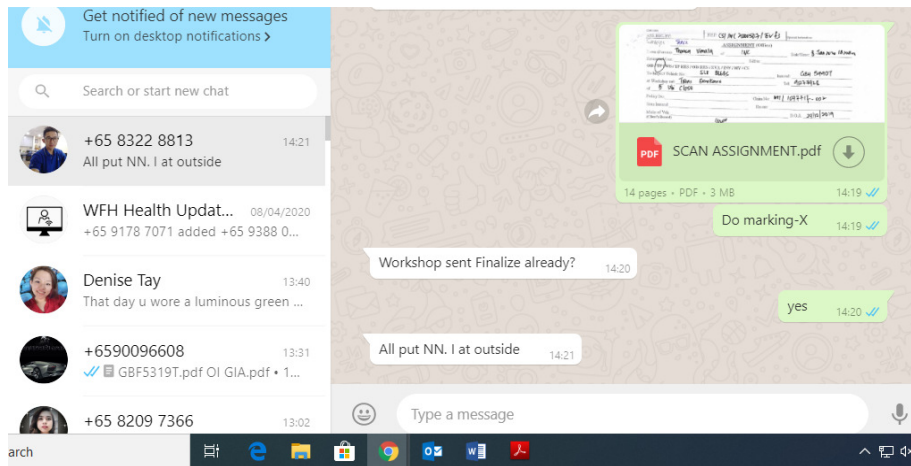 Get notified of new messages
Turn on desktop notifications >
Search or start new chat
+65 8322 8813 14:21
All put NN. I at outside
WFH Health Updat... 08/04/2020
+65 9178 7071 added +65 9388 0...
Denise Tay 13:40
That day u wore a luminous green ...
+6590096608 13:31
GBF5319T.pdf OI GIA.pdf • 1...
+65 8209 7366 13:02
PDF SCAN ASSIGNMENT.pdf
14 pages • PDF • 3 MB 14:19
Do marking-X 14:19
Workshop sent Finalize already? 14:20
yes 14:20
All put NN. I at outside 14:21
Type a message
arch